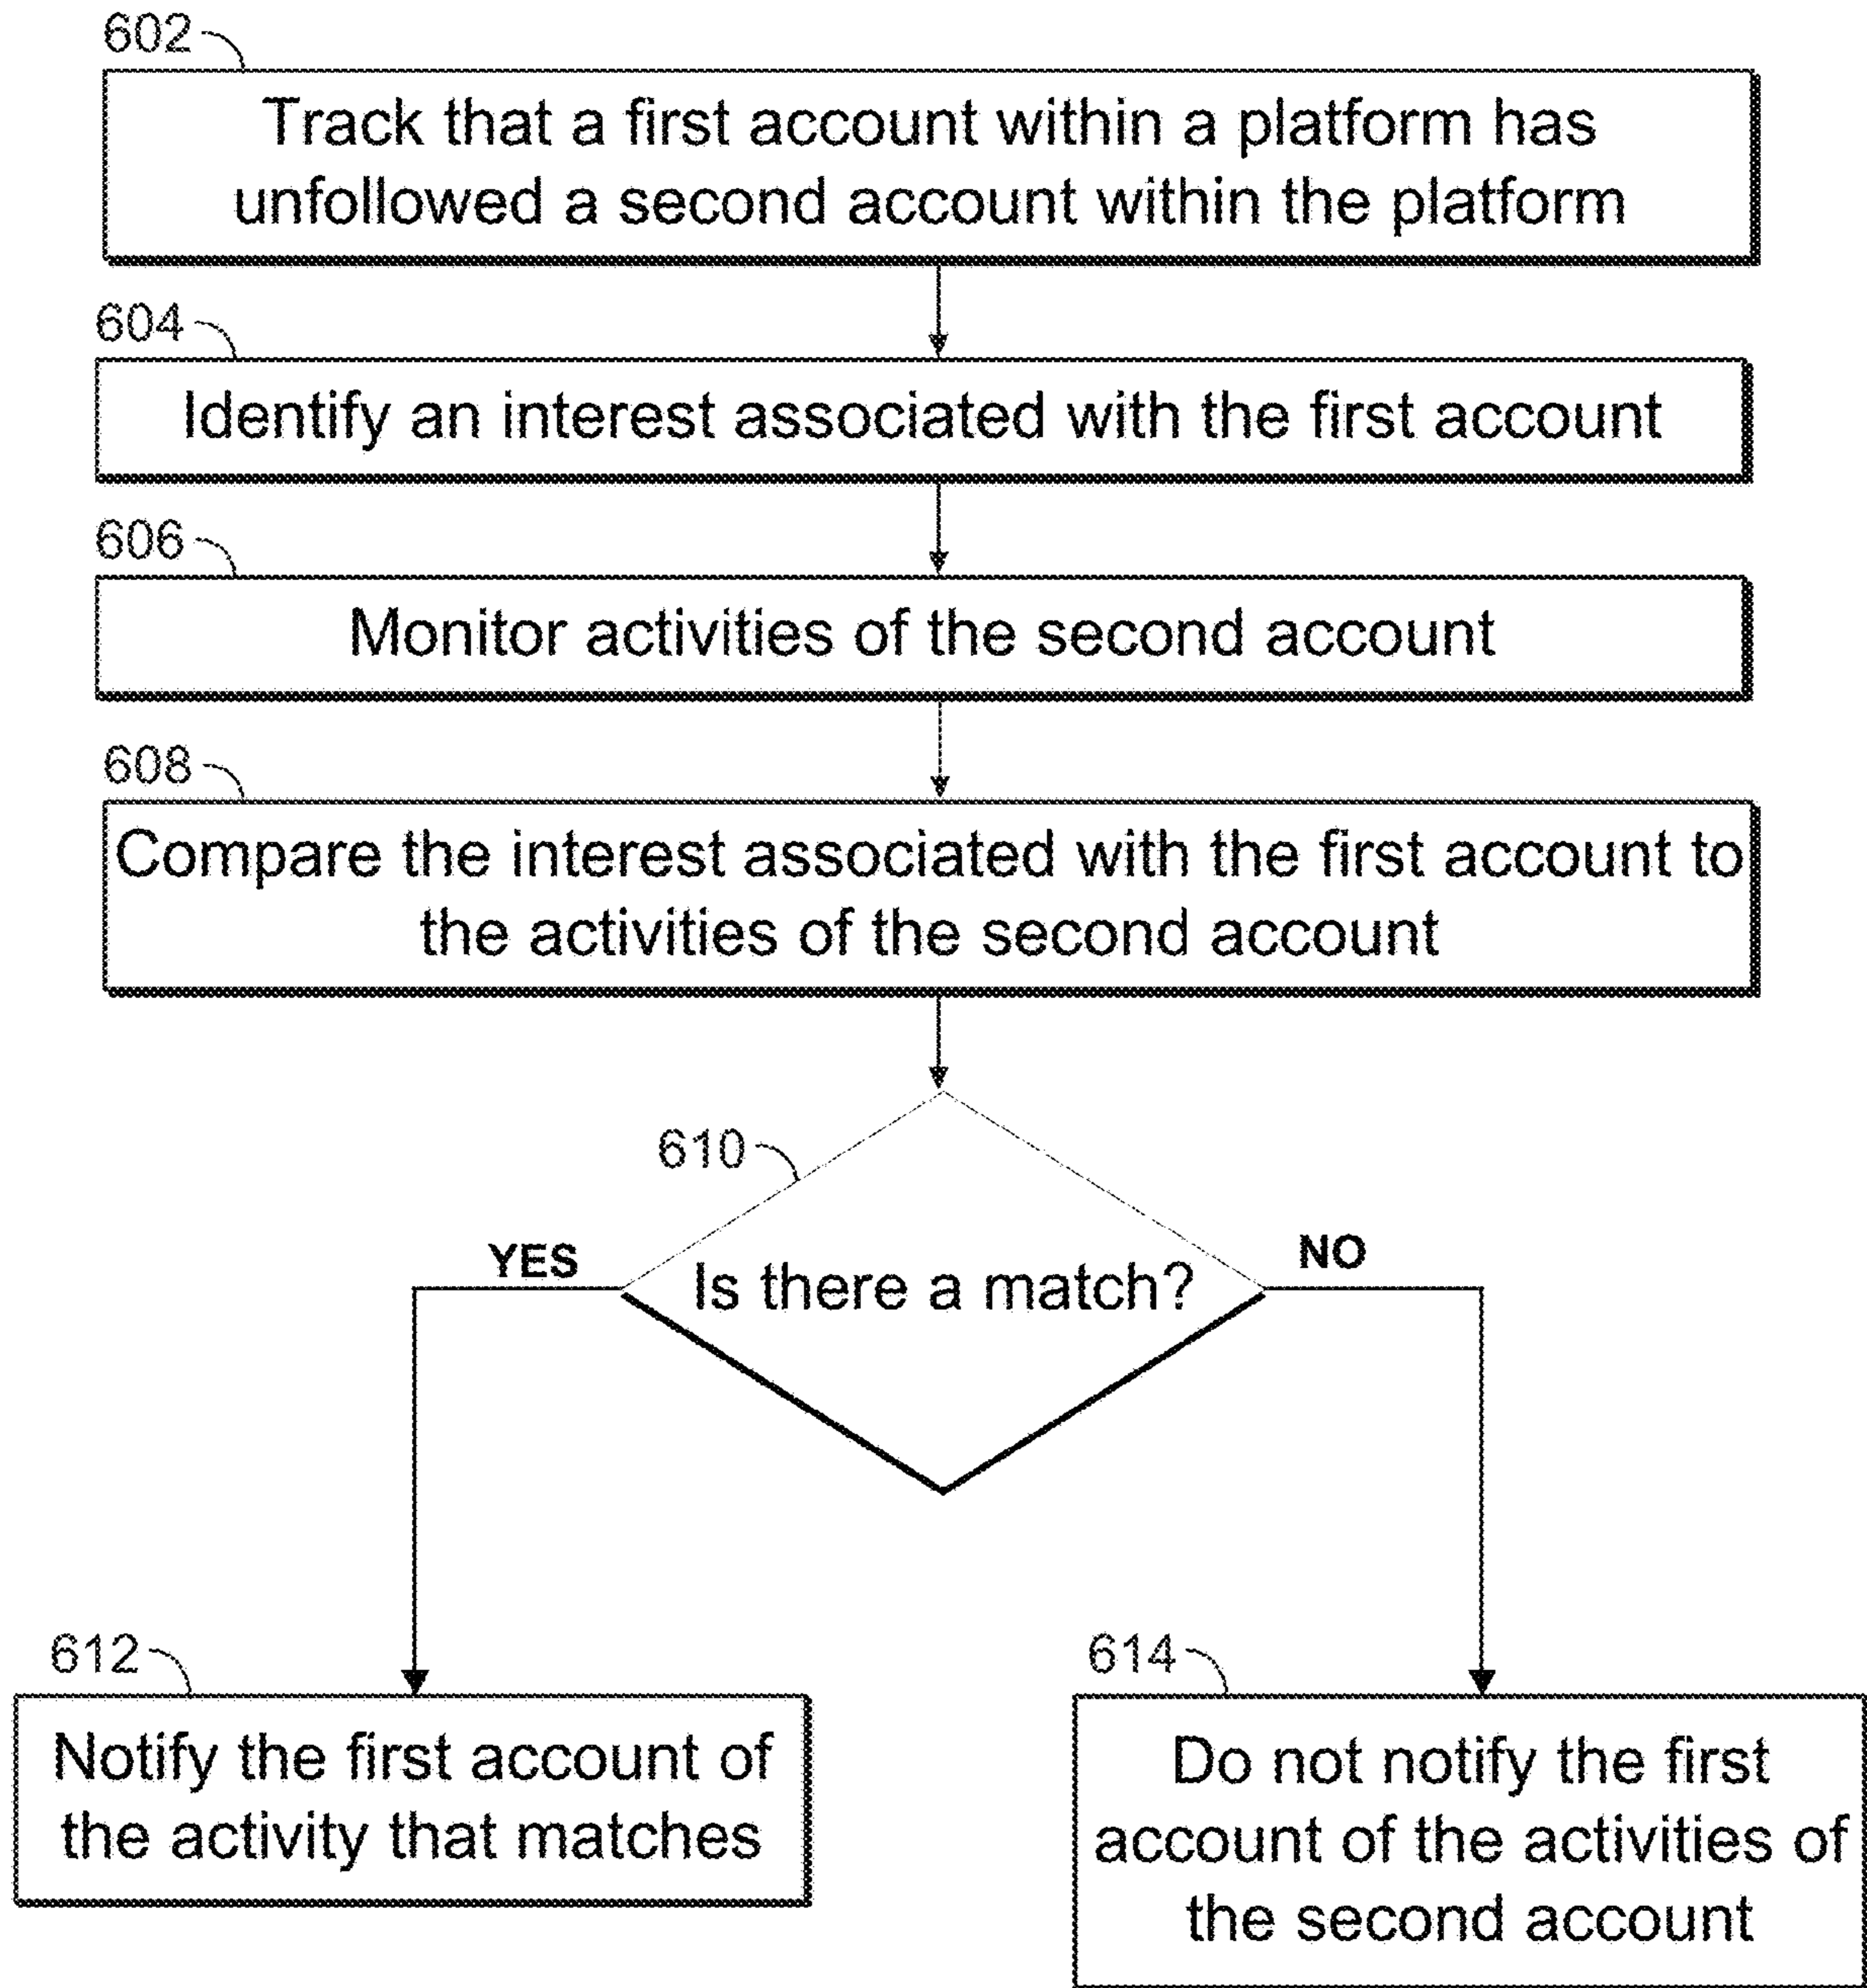 602
Track that a first account within a platform has
unfollowed a second account within the platform
604
Identify an interest associated with the first account
606
Monitor activities of the second account
608
Compare the interest associated with the first account to
the activities of the second account
610
YES
Is there a match?
NO
612
Notify the first account of
the activity that matches
614
Do not notify the first
account of the activities of
the second account